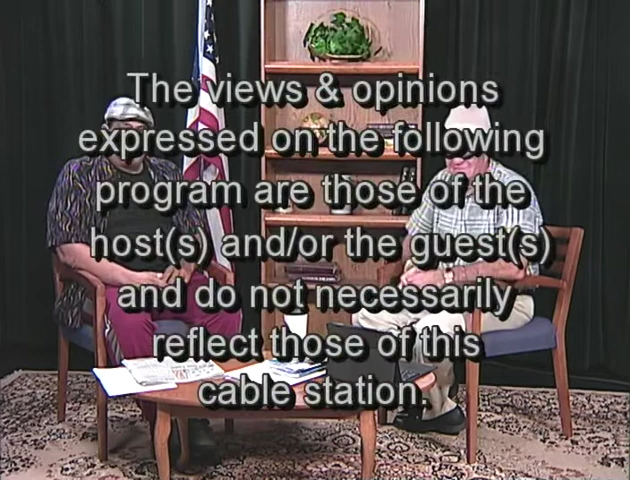 The views & opinions
expressed on the following
program are those of the
host(s) and/or the guest(s)
and do not necessarily
reflect those of this
cable station.